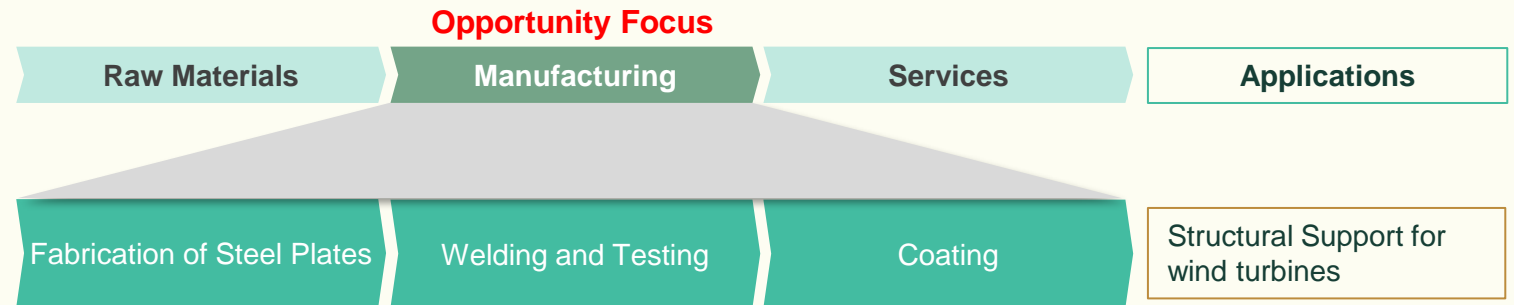 Opportunity Focus
Raw Materials
Manufacturing
Services
Applications
Fabrication of Steel Plates
Welding and Testing
Coating
Structural Support for
wind turbines